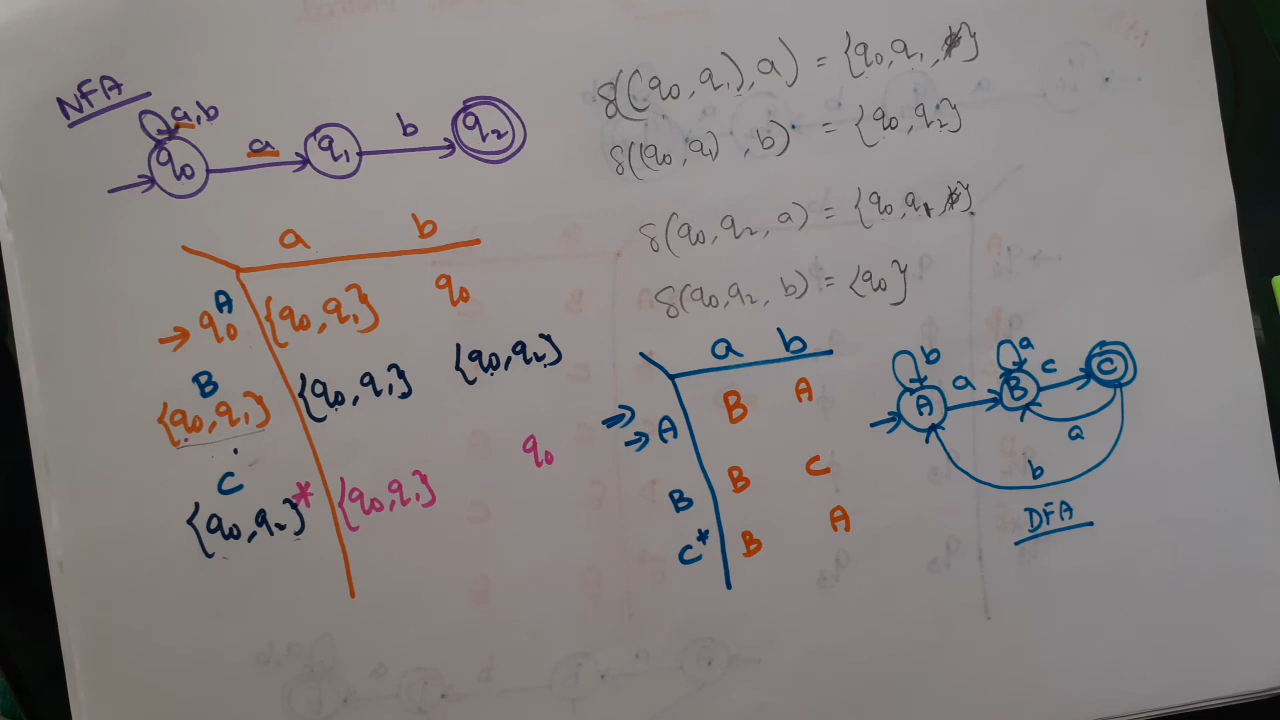 NFA
a,b
q0 a q1 b q2
δ((q0,q1),a) = {q0,q1,
δ((q0,q1),b) = {q0,q2}
δ(q0,q2,a) = {q0,q1,
δ(q0,q2,b) = {q0}
a b
A
→ q0 {q0,q1} q0
B
{q0,q1} {q0,q1} {q0,q2}
C
{q0,q2}* {q0,q1} q0
a b
→ A B A
B B C
C* B A
b a
A a B c C
a
b
DFA